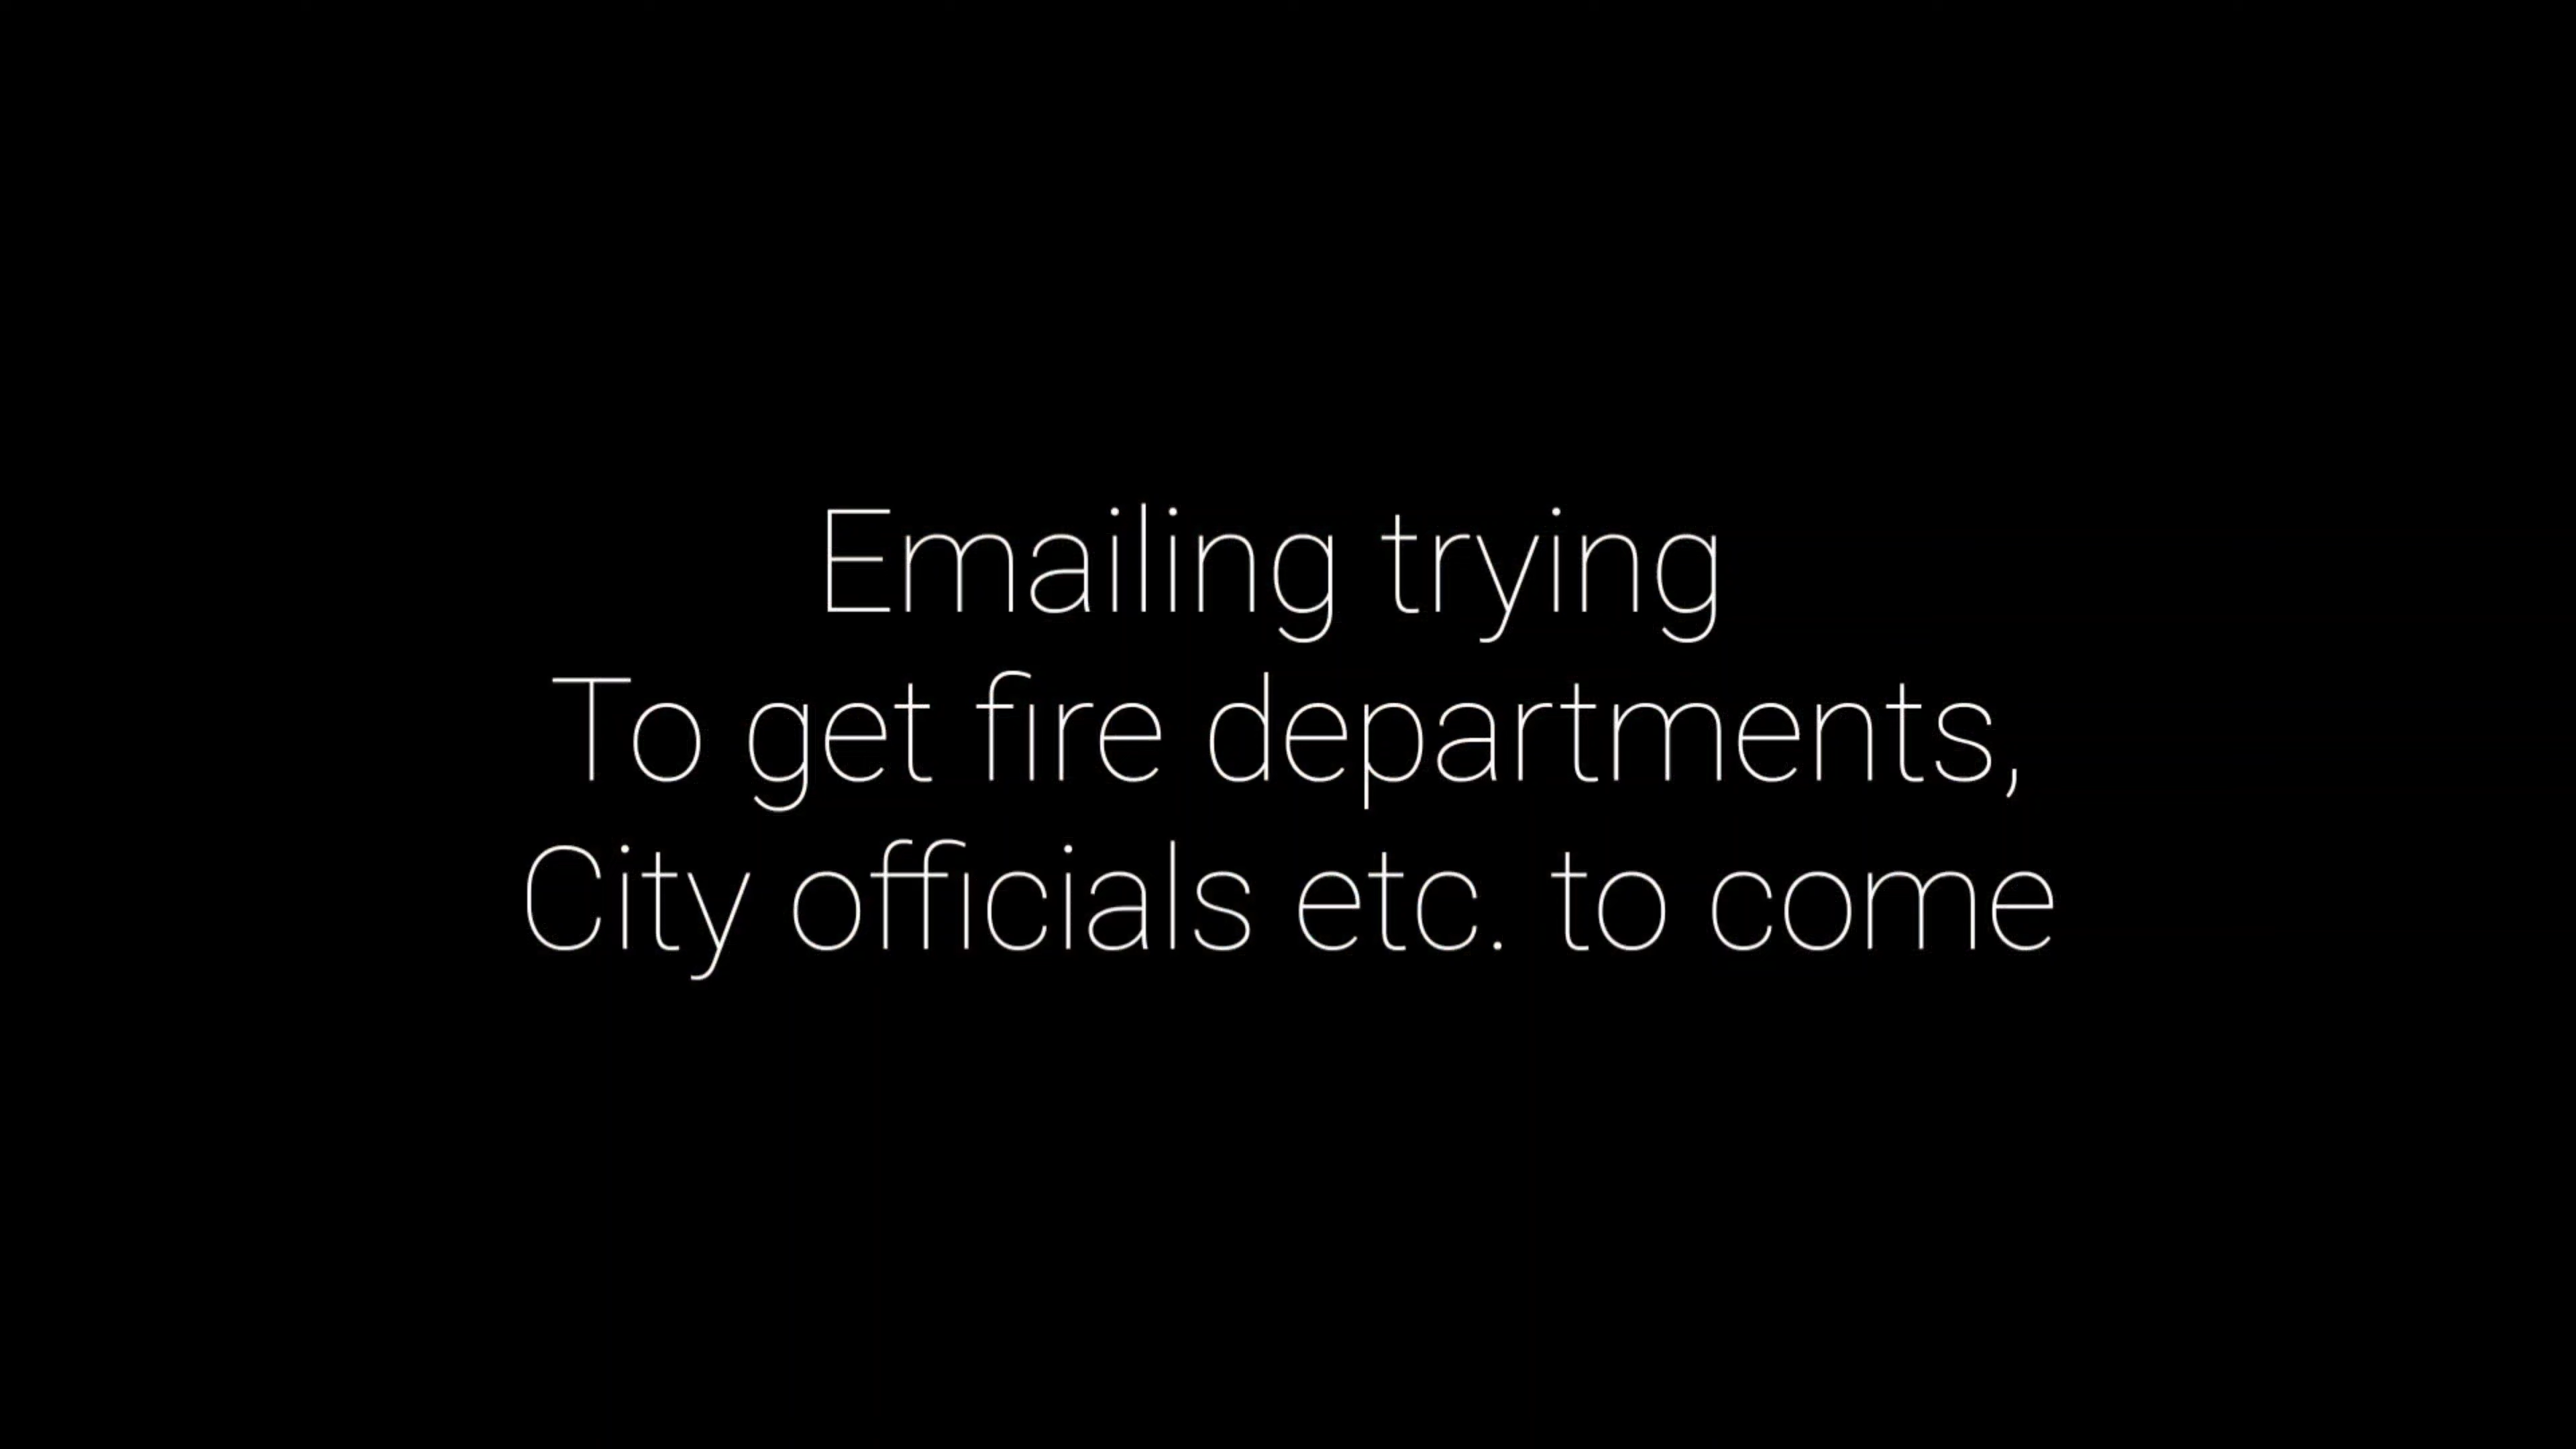 Emailing trying
To get fire departments,
City officials etc. to come